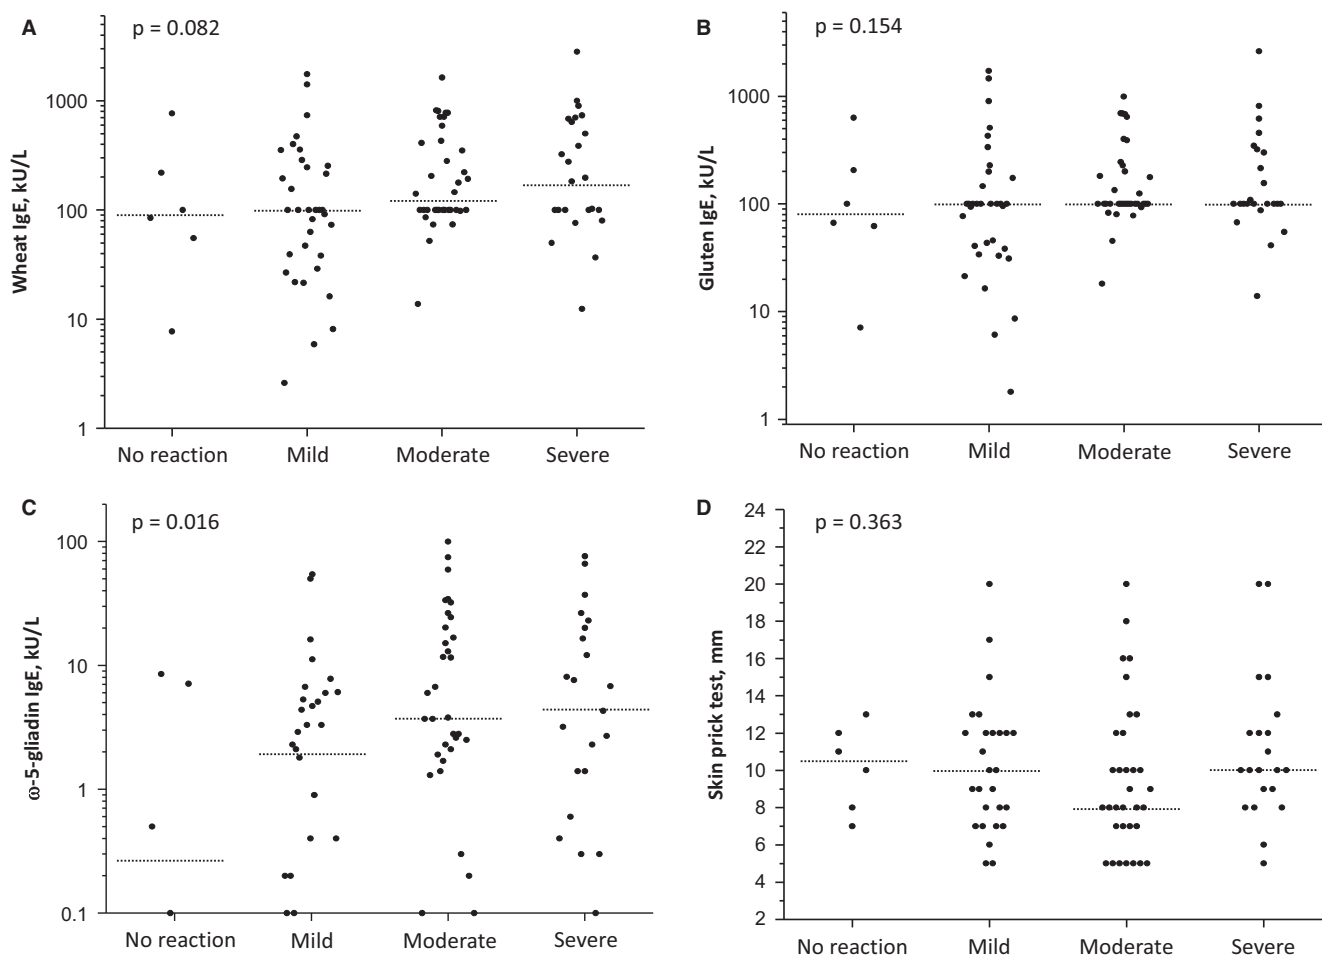 A
p = 0.082
Wheat IgE, kU/L
1000
100
10
1
No reaction
Mild
Moderate
Severe
B
p = 0.154
Gluten IgE, kU/L
1000
100
10
1
No reaction
Mild
Moderate
Severe
C
p = 0.016
ω-5-gliadin IgE, kU/L
100
10
1
0.1
No reaction
Mild
Moderate
Severe
D
p = 0.363
Skin prick test, mm
24
22
20
18
16
14
12
10
8
6
4
2
No reaction
Mild
Moderate
Severe